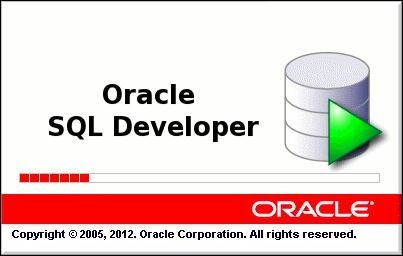 Oracle
SQL Developer
ORACLE®
Copyright © 2005, 2012. Oracle Corporation. All rights reserved.